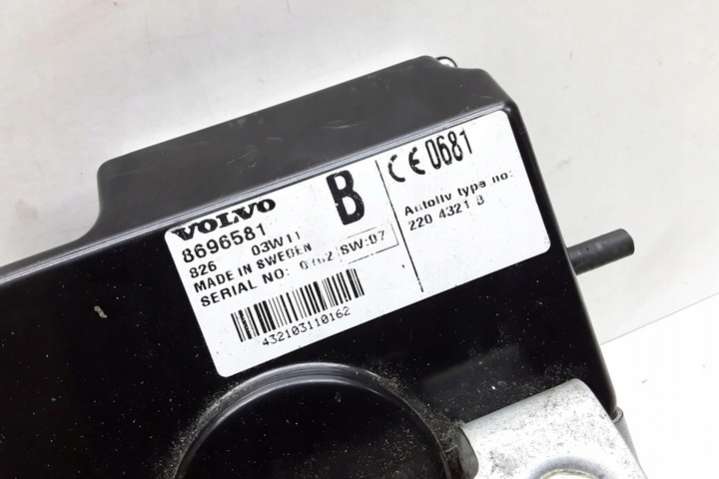 VOLVO
8696581
826 03W11
MADE IN SWEDEN
SERIAL NO: 0162 SW:07
432103110162
B
CE 0681
Autoliv type no:
220 4321 B